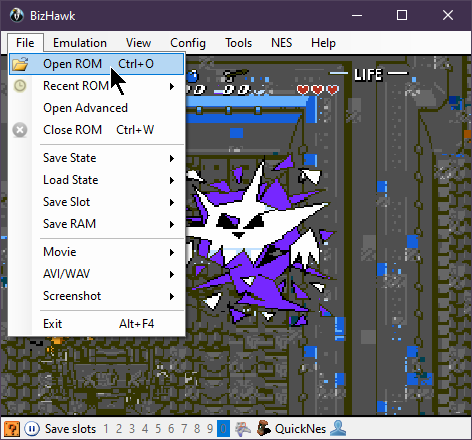 BizHawk
File Emulation View Config Tools NES Help
Open ROM Ctrl+O
Recent ROM
Open Advanced
Close ROM Ctrl+W
Save State
Load State
Save Slot
Save RAM
Movie
AVI/WAV
Screenshot
Exit Alt+F4
LIFE
Save slots 1 2 3 4 5 6 7 8 9 0 QuickNes